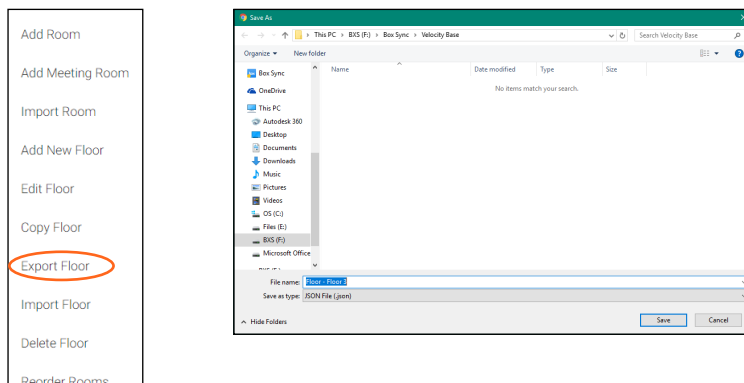 Add Room
Add Meeting Room
Import Room
Add New Floor
Edit Floor
Copy Floor
Export Floor
Import Floor
Delete Floor
Reorder Rooms
Save As
This PC > BXS (F:) > Box Sync > Velocity Base
Search Velocity Base
Organize
New folder
Name
Date modified
Type
Size
No items match your search.
Box Sync
OneDrive
This PC
Autodesk 360
Desktop
Documents
Downloads
Music
Pictures
Videos
OS (C:)
Files (E:)
BXS (F:)
Microsoft Office
File name: Floor - Floor 3
Save as type: JSON File (.json)
Hide Folders
Save
Cancel